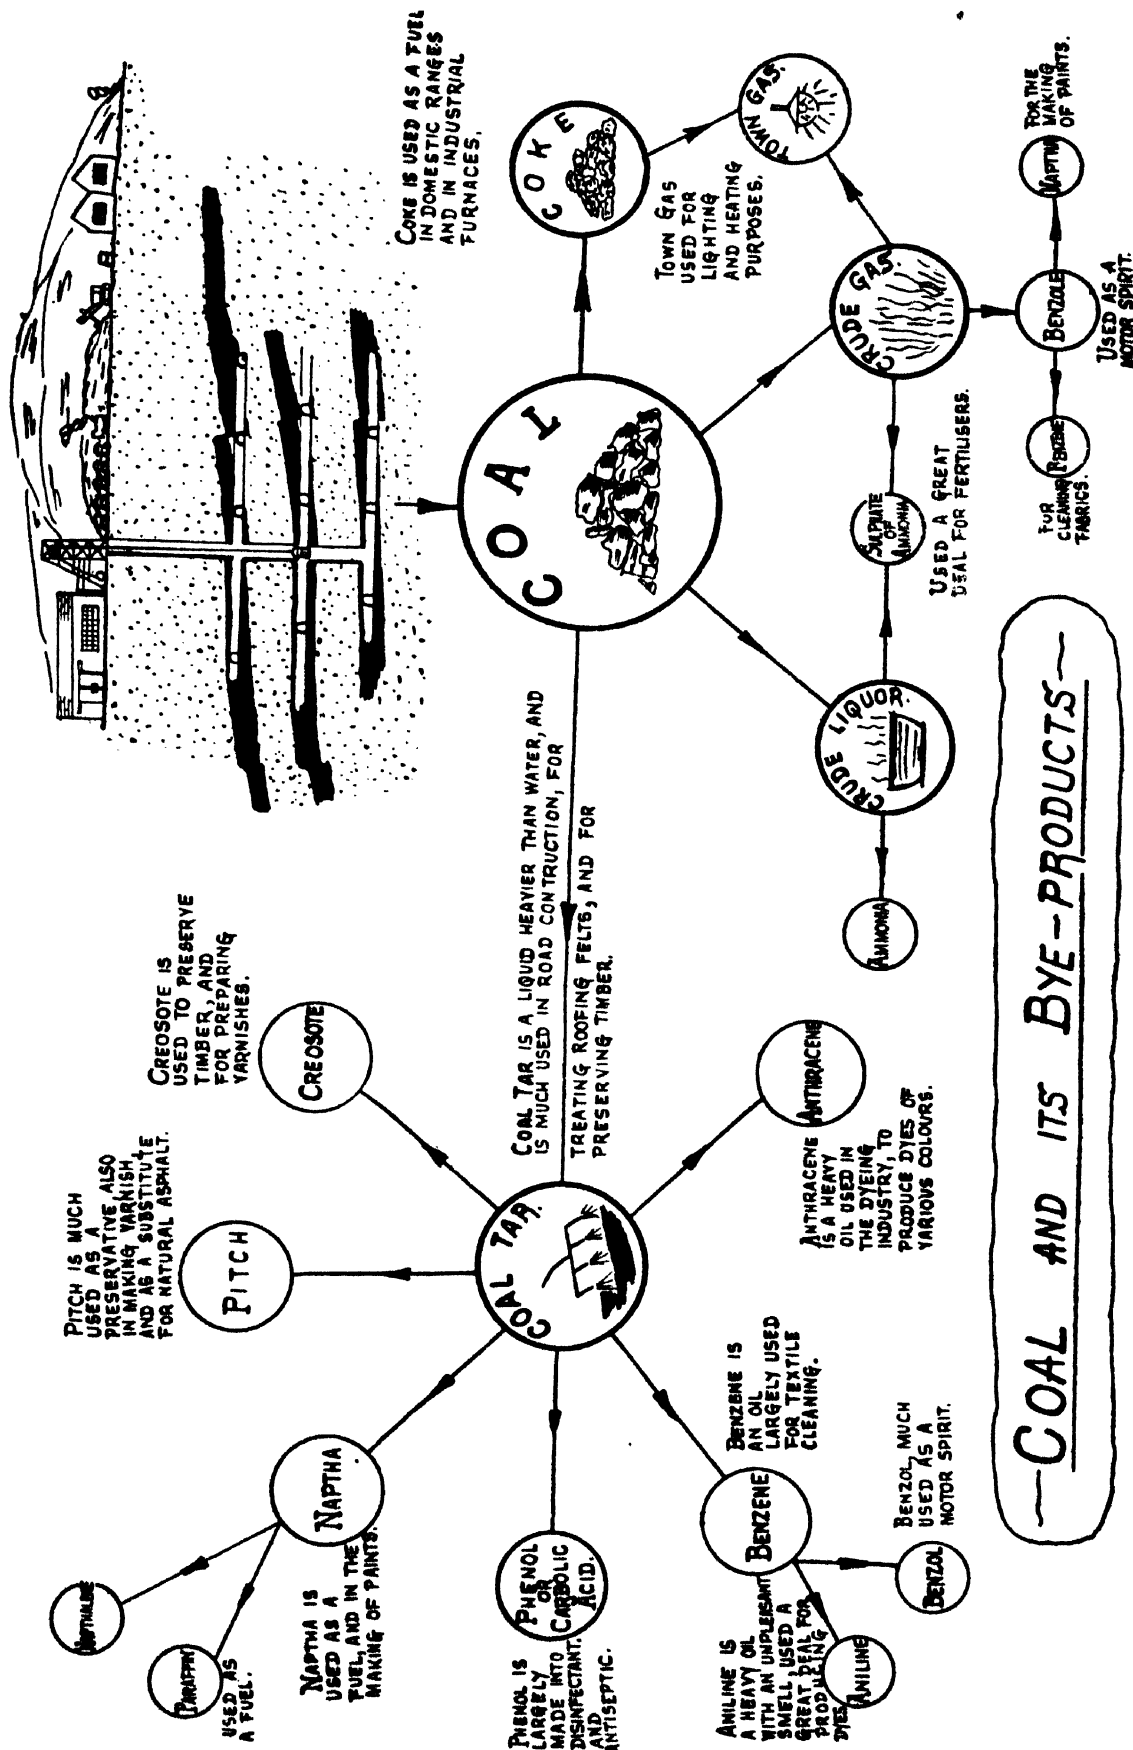 COKE IS USED AS A FUEL
IN DOMESTIC RANGES
AND IN INDUSTRIAL
FURNACES.
COKE
TOWN GAS.
TOWN GAS
USED FOR
LIGHTING
AND HEATING
PURPOSES.
COAL
CRUDE GAS.
FOR THE
MAKING
OF PAINTS.
NAPTHA
BENZOLE
USED AS A
MOTOR SPIRIT.
BENZENE
FOR
CLEANING
FABRICS.
SULPHATE
OF
AMMONIA
USED A GREAT
DEAL FOR FERTILISERS.
CRUDE LIQUOR.
AMMONIA
COAL TAR IS A LIQUID HEAVIER THAN WATER, AND
IS MUCH USED IN ROAD CONTRUCTION, FOR
TREATING ROOFING FELTS, AND FOR
PRESERVING TIMBER.
CREOSOTE IS
USED TO PRESERVE
TIMBER, AND
FOR PREPARING
VARNISHES.
CREOSOTE
PITCH IS MUCH
USED AS A
PRESERVATIVE ALSO
IN MAKING VARNISH
AND AS A SUBSTITUTE
FOR NATURAL ASPHALT.
PITCH
COAL TAR.
ANTHRACENE
ANTHRACENE
IS A HEAVY
OIL USED IN
THE DYEING
INDUSTRY, TO
PRODUCE DYES OF
VARIOUS COLOURS.
NAPTHA
NAPTHA IS
USED AS A
FUEL, AND IN THE
MAKING OF PAINTS.
NAPTHALENE
PARAFFIN
USED AS
A FUEL.
PHENOL
OR
CARBOLIC
ACID.
PHENOL IS
LARGELY
MADE INTO
DISINFECTANT
AND
ANTISEPTIC.
BENZENE IS
AN OIL
LARGELY USED
FOR TEXTILE
CLEANING.
BENZENE
BENZOL, MUCH
USED AS A
MOTOR SPIRIT.
BENZOL
ANILINE IS
A HEAVY OIL
WITH AN UNPLEASANT
SMELL, USED A
GREAT DEAL FOR
PRODUCING
DYES
ANILINE
COAL AND ITS BYE-PRODUCTS